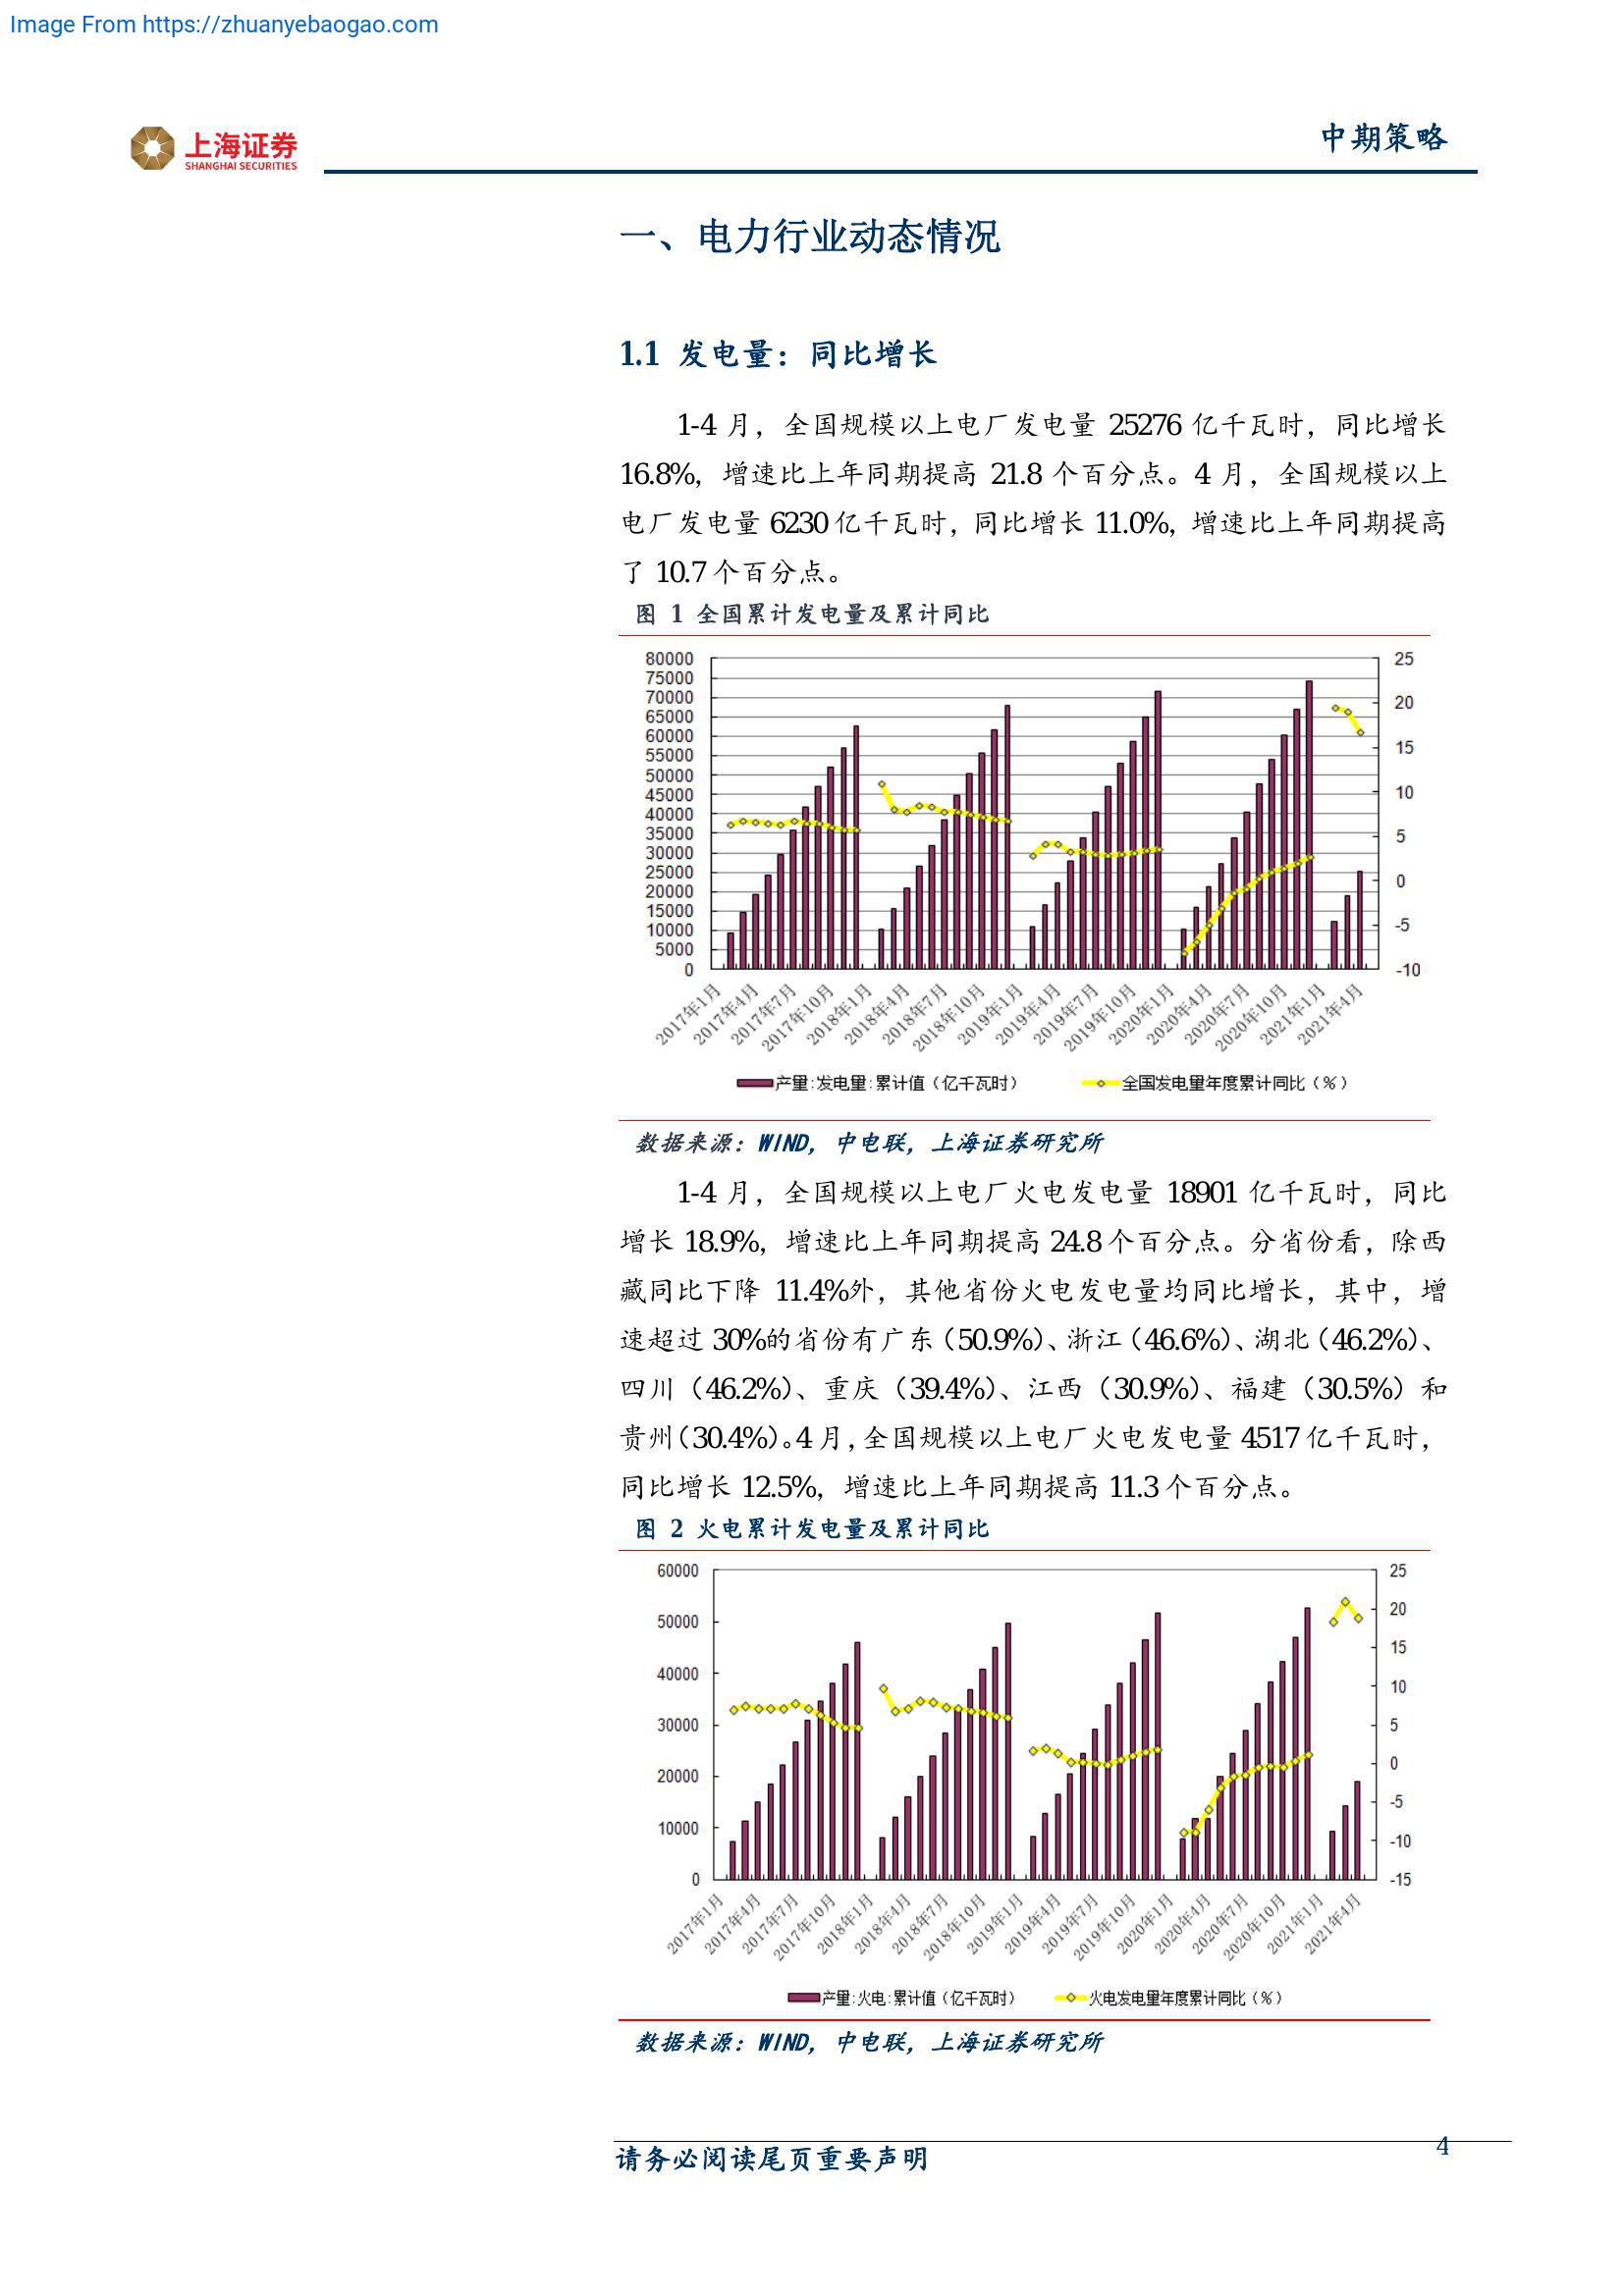 Image From https://zhuanyebaogao.com
上海证券
SHANGHAI SECURITIES
中期策略
一、电力行业动态情况
1.1 发电量：同比增长
1-4 月，全国规模以上电厂发电量 25276 亿千瓦时，同比增长
16.8%，增速比上年同期提高 21.8 个百分点。4 月，全国规模以上
电厂发电量 6230 亿千瓦时，同比增长 11.0%，增速比上年同期提高
了 10.7 个百分点。
图 1 全国累计发电量及累计同比
80000
75000
70000
65000
60000
55000
50000
45000
40000
35000
30000
25000
20000
15000
10000
5000
0
25
20
15
10
5
0
-5
-10
2017年1月
2017年4月
2017年7月
2017年10月
2018年1月
2018年4月
2018年7月
2018年10月
2019年1月
2019年4月
2019年7月
2019年10月
2020年1月
2020年4月
2020年7月
2020年10月
2021年1月
2021年4月
产量:发电量:累计值（亿千瓦时） 全国发电量年度累计同比（%）
数据来源：WIND，中电联，上海证券研究所
1-4 月，全国规模以上电厂火电发电量 18901 亿千瓦时，同比
增长 18.9%，增速比上年同期提高 24.8 个百分点。分省份看，除西
藏同比下降 11.4%外，其他省份火电发电量均同比增长，其中，增
速超过 30%的省份有广东（50.9%）、浙江（46.6%）、湖北（46.2%）、
四川（46.2%）、重庆（39.4%）、江西（30.9%）、福建（30.5%）和
贵州（30.4%）。4 月，全国规模以上电厂火电发电量 4517 亿千瓦时，
同比增长 12.5%，增速比上年同期提高 11.3 个百分点。
图 2 火电累计发电量及累计同比
60000
50000
40000
30000
20000
10000
0
25
20
15
10
5
0
-5
-10
-15
2017年1月
2017年4月
2017年7月
2017年10月
2018年1月
2018年4月
2018年7月
2018年10月
2019年1月
2019年4月
2019年7月
2019年10月
2020年1月
2020年4月
2020年7月
2020年10月
2021年1月
2021年4月
产量:火电:累计值（亿千瓦时） 火电发电量年度累计同比（%）
数据来源：WIND，中电联，上海证券研究所
请务必阅读尾页重要声明
4